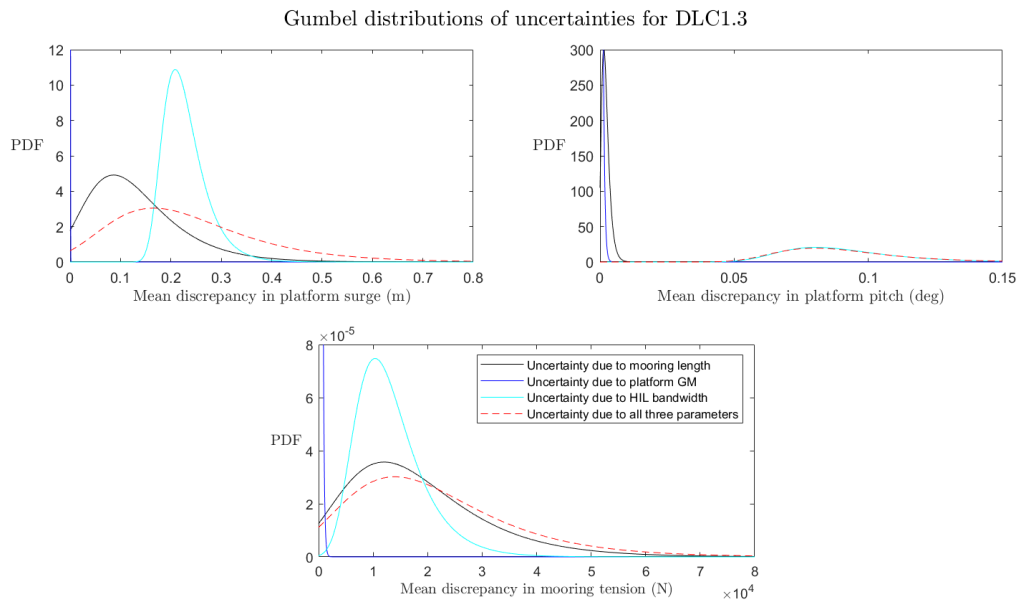 Gumbel distributions of uncertainties for DLC1.3
12
10
8
6
4
2
0
PDF
0 0.1 0.2 0.3 0.4 0.5 0.6 0.7 0.8
Mean discrepancy in platform surge (m)
300
250
200
150
100
50
0
PDF
0 0.05 0.1 0.15
Mean discrepancy in platform pitch (deg)
×10-5
8
6
4
2
0
PDF
Uncertainty due to mooring length
Uncertainty due to platform GM
Uncertainty due to HIL bandwidth
Uncertainty due to all three parameters
0 1 2 3 4 5 6 7 8
Mean discrepancy in mooring tension (N)
×104